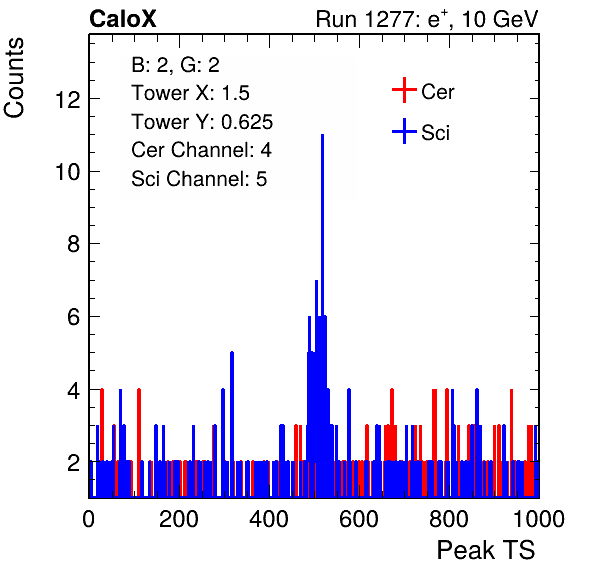 CaloX Run 1277: e⁺, 10 GeV
Counts
B: 2, G: 2
Tower X: 1.5
Tower Y: 0.625
Cer Channel: 4
Sci Channel: 5
Cer
Sci
12
10
8
6
4
2
0 200 400 600 800 1000
Peak TS